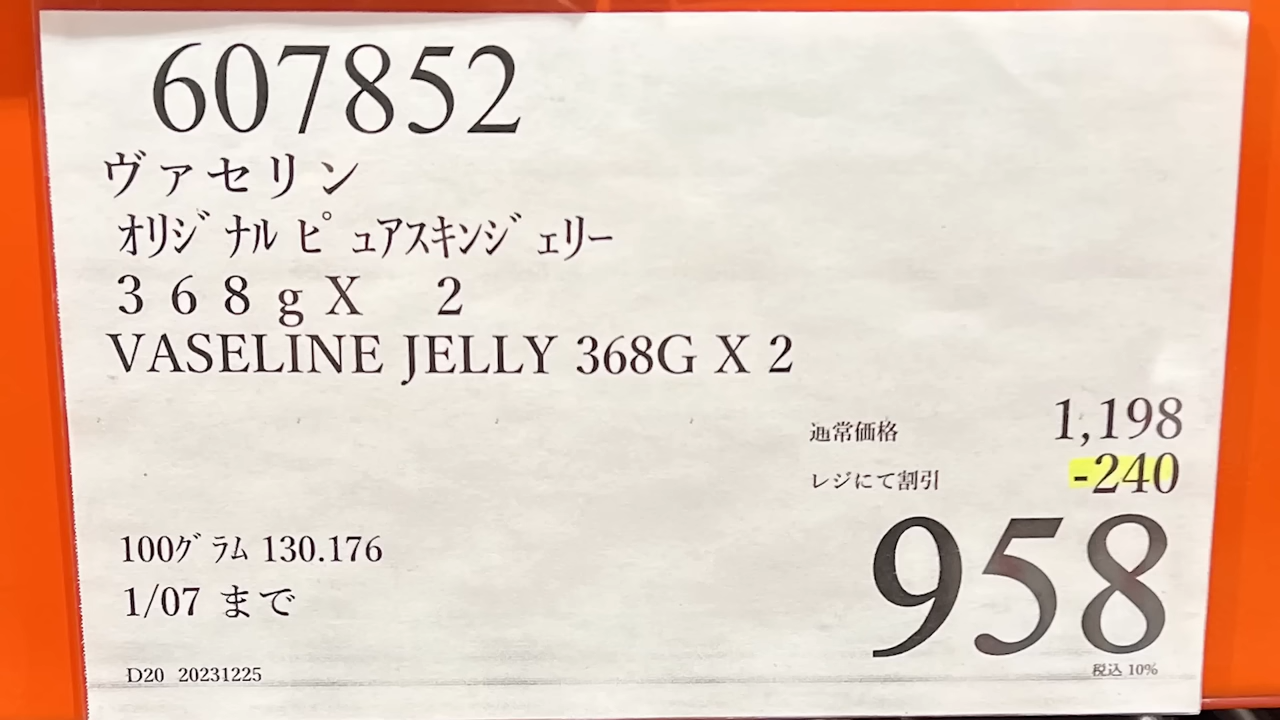 607852
ヴァセリン
ｵﾘｼﾞﾅﾙ ﾋﾟｭｱｽｷﾝｼﾞｪﾘｰ
３６８ｇＸ　２
VASELINE JELLY 368G X 2
通常価格 1,198
レジにて割引 -240
958
100ｸﾞﾗﾑ 130.176
1/07 まで
税込 10%
D20 20231225